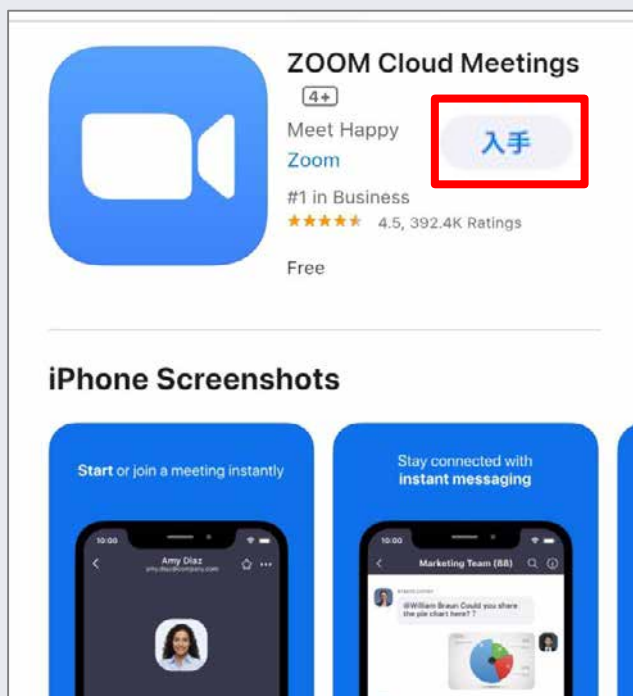 ZOOM Cloud Meetings
4+
Meet Happy
入手
Zoom
#1 in Business
4.5, 392.4K Ratings
Free
iPhone Screenshots
Start or join a meeting instantly
10:00
Amy Diaz
Stay connected with
instant messaging
10:00
Marketing Team (88)
@William Braun Could you share
the pie chart here? ?